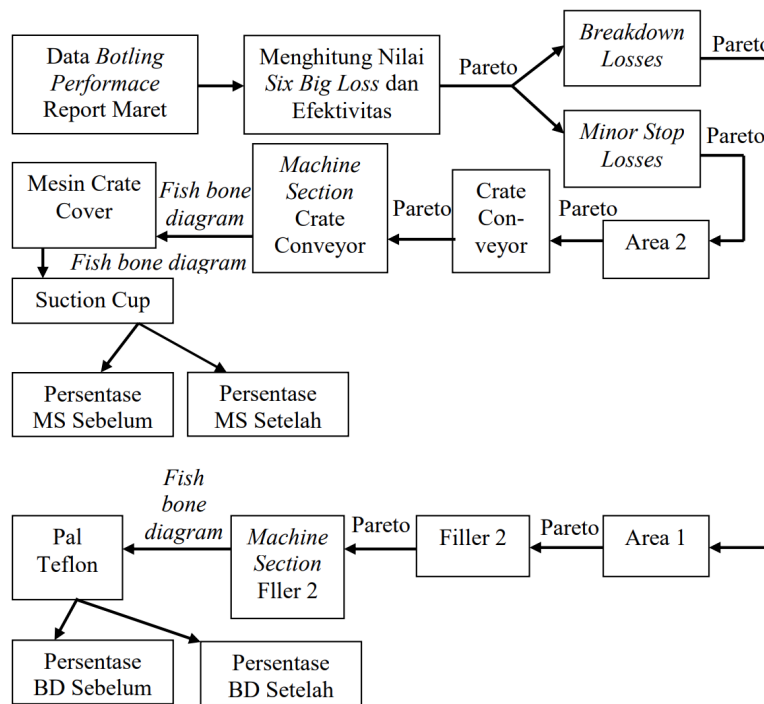 Data Botling
Performace
Report Maret
Menghitung Nilai
Six Big Loss dan
Efektivitas
Pareto
Breakdown
Losses
Pareto
Minor Stop
Losses
Pareto
Mesin Crate
Cover
Fish bone
diagram
Machine
Section
Crate
Conveyor
Pareto
Crate
Con-
veyor
Pareto
Area 2
Fish bone diagram
Suction Cup
Persentase
MS Sebelum
Persentase
MS Setelah
Pal
Teflon
Fish
bone
diagram
Machine
Section
Fller 2
Pareto
Filler 2
Pareto
Area 1
Persentase
BD Sebelum
Persentase
BD Setelah